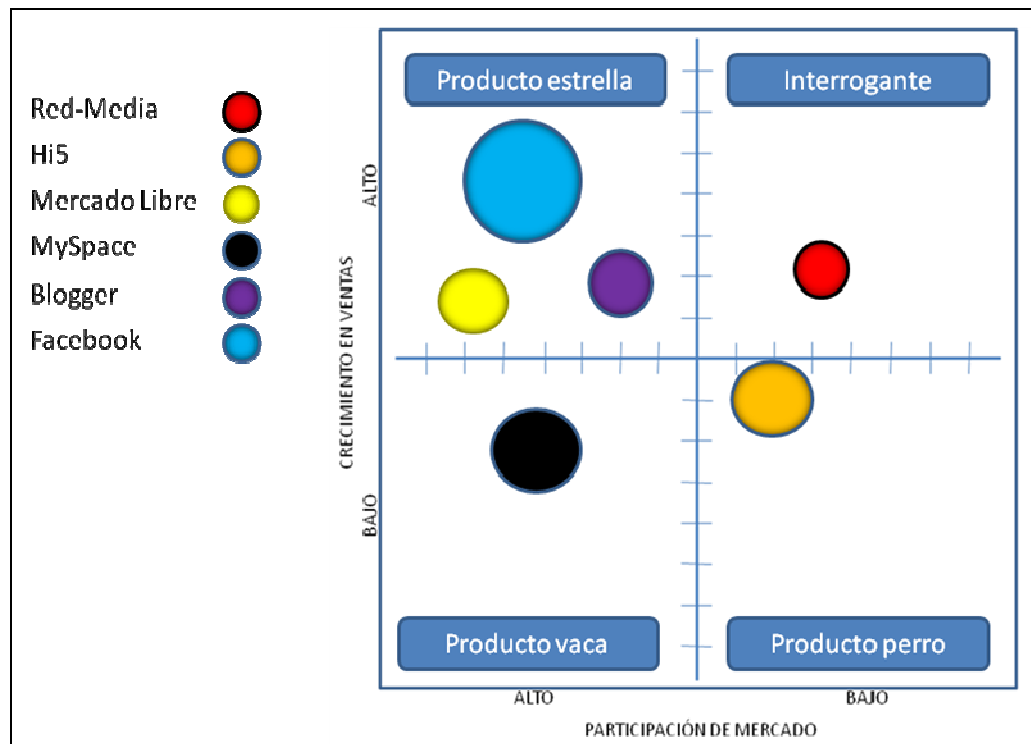 Producto estrella
Interrogante
Red-Media
Hi5
Mercado Libre
MySpace
Blogger
Facebook
ALTO
CRECIMIENTO EN VENTAS
BAJO
Producto vaca
Producto perro
ALTO
BAJO
PARTICIPACIÓN DE MERCADO